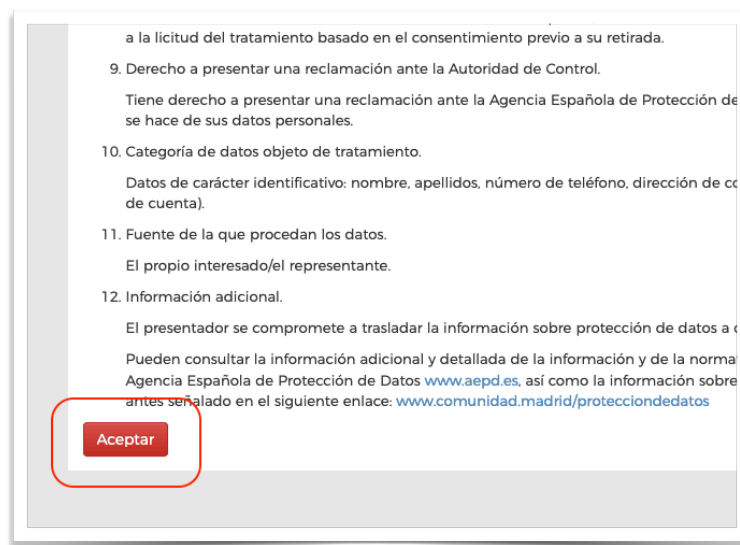 a la licitud del tratamiento basado en el consentimiento previo a su retirada.
9. Derecho a presentar una reclamación ante la Autoridad de Control.
Tiene derecho a presentar una reclamación ante la Agencia Española de Protección de
se hace de sus datos personales.
10. Categoría de datos objeto de tratamiento.
Datos de carácter identificativo: nombre, apellidos, número de teléfono, dirección de co
de cuenta).
11. Fuente de la que procedan los datos.
El propio interesado/el representante.
12. Información adicional.
El presentador se compromete a trasladar la información sobre protección de datos a
Pueden consultar la información adicional y detallada de la información y de la norma
Agencia Española de Protección de Datos www.aepd.es, así como la información sobre
antes señalado en el siguiente enlace: www.comunidad.madrid/protecciondedatos
Aceptar